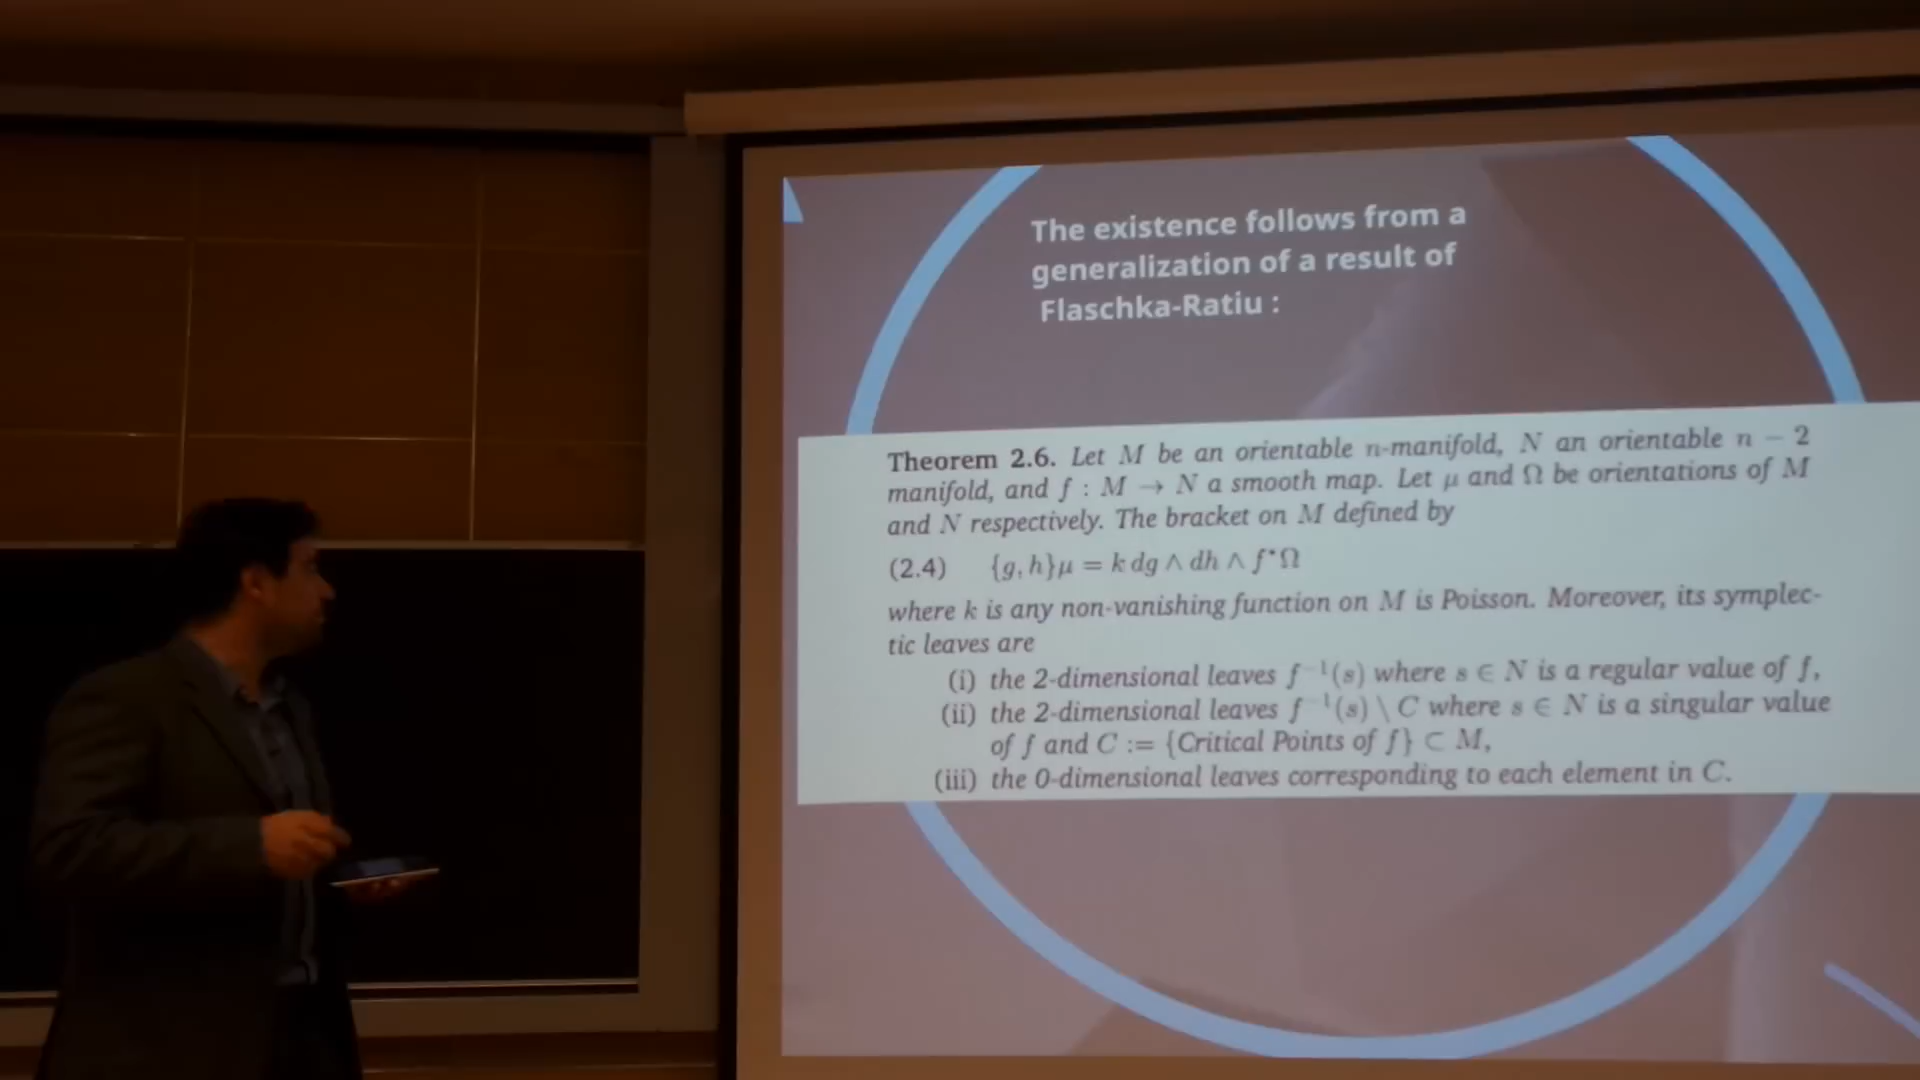 The existence follows from a
generalization of a result of
Flaschka-Ratiu :
Theorem 2.6. Let M be an orientable n-manifold, N an orientable n − 2
manifold, and f : M → N a smooth map. Let μ and Ω be orientations of M
and N respectively. The bracket on M defined by
(2.4) {g, h}μ = k dg ∧ dh ∧ f*Ω
where k is any non-vanishing function on M is Poisson. Moreover, its symplec-
tic leaves are
(i) the 2-dimensional leaves f⁻¹(s) where s ∈ N is a regular value of f,
(ii) the 2-dimensional leaves f⁻¹(s) \ C where s ∈ N is a singular value
of f and C := {Critical Points of f} ⊂ M,
(iii) the 0-dimensional leaves corresponding to each element in C.